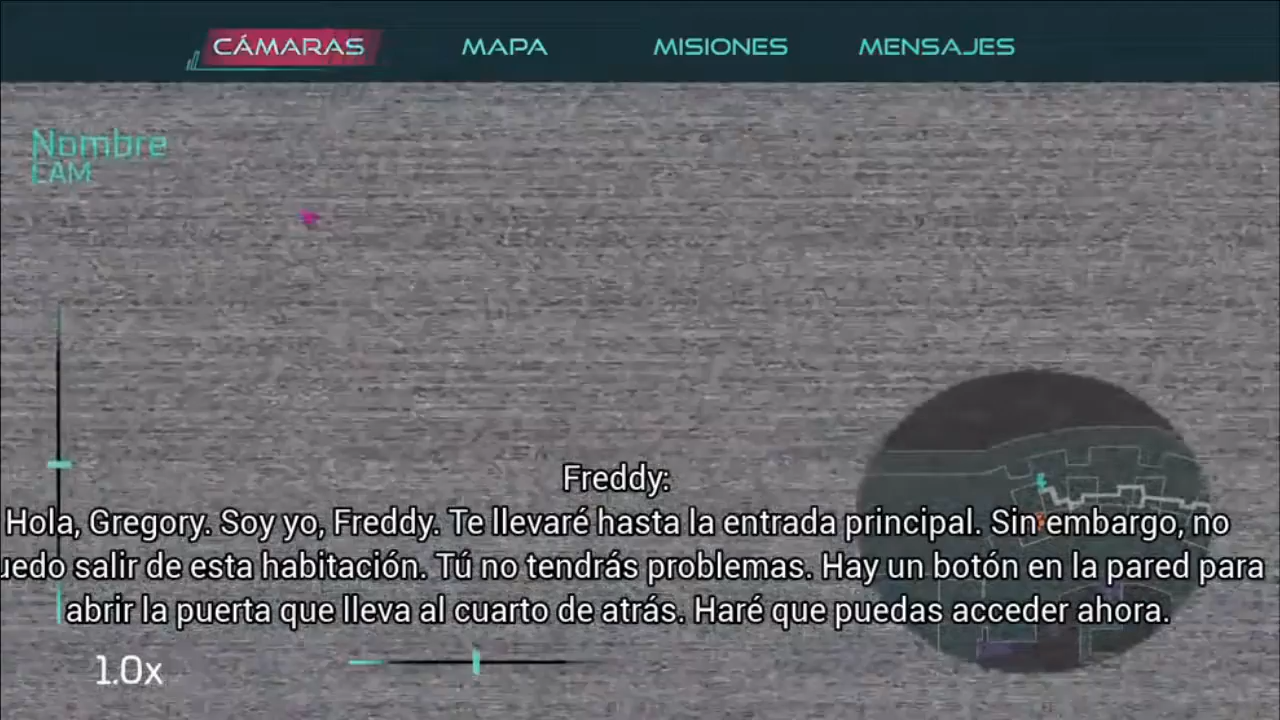 CÁMARAS MAPA MISIONES MENSAJES
Nombre
CAM
Freddy:
Hola, Gregory. Soy yo, Freddy. Te llevaré hasta la entrada principal. Sin embargo, no
uedo salir de esta habitación. Tú no tendrás problemas. Hay un botón en la pared para
abrir la puerta que lleva al cuarto de atrás. Haré que puedas acceder ahora.
1.0x